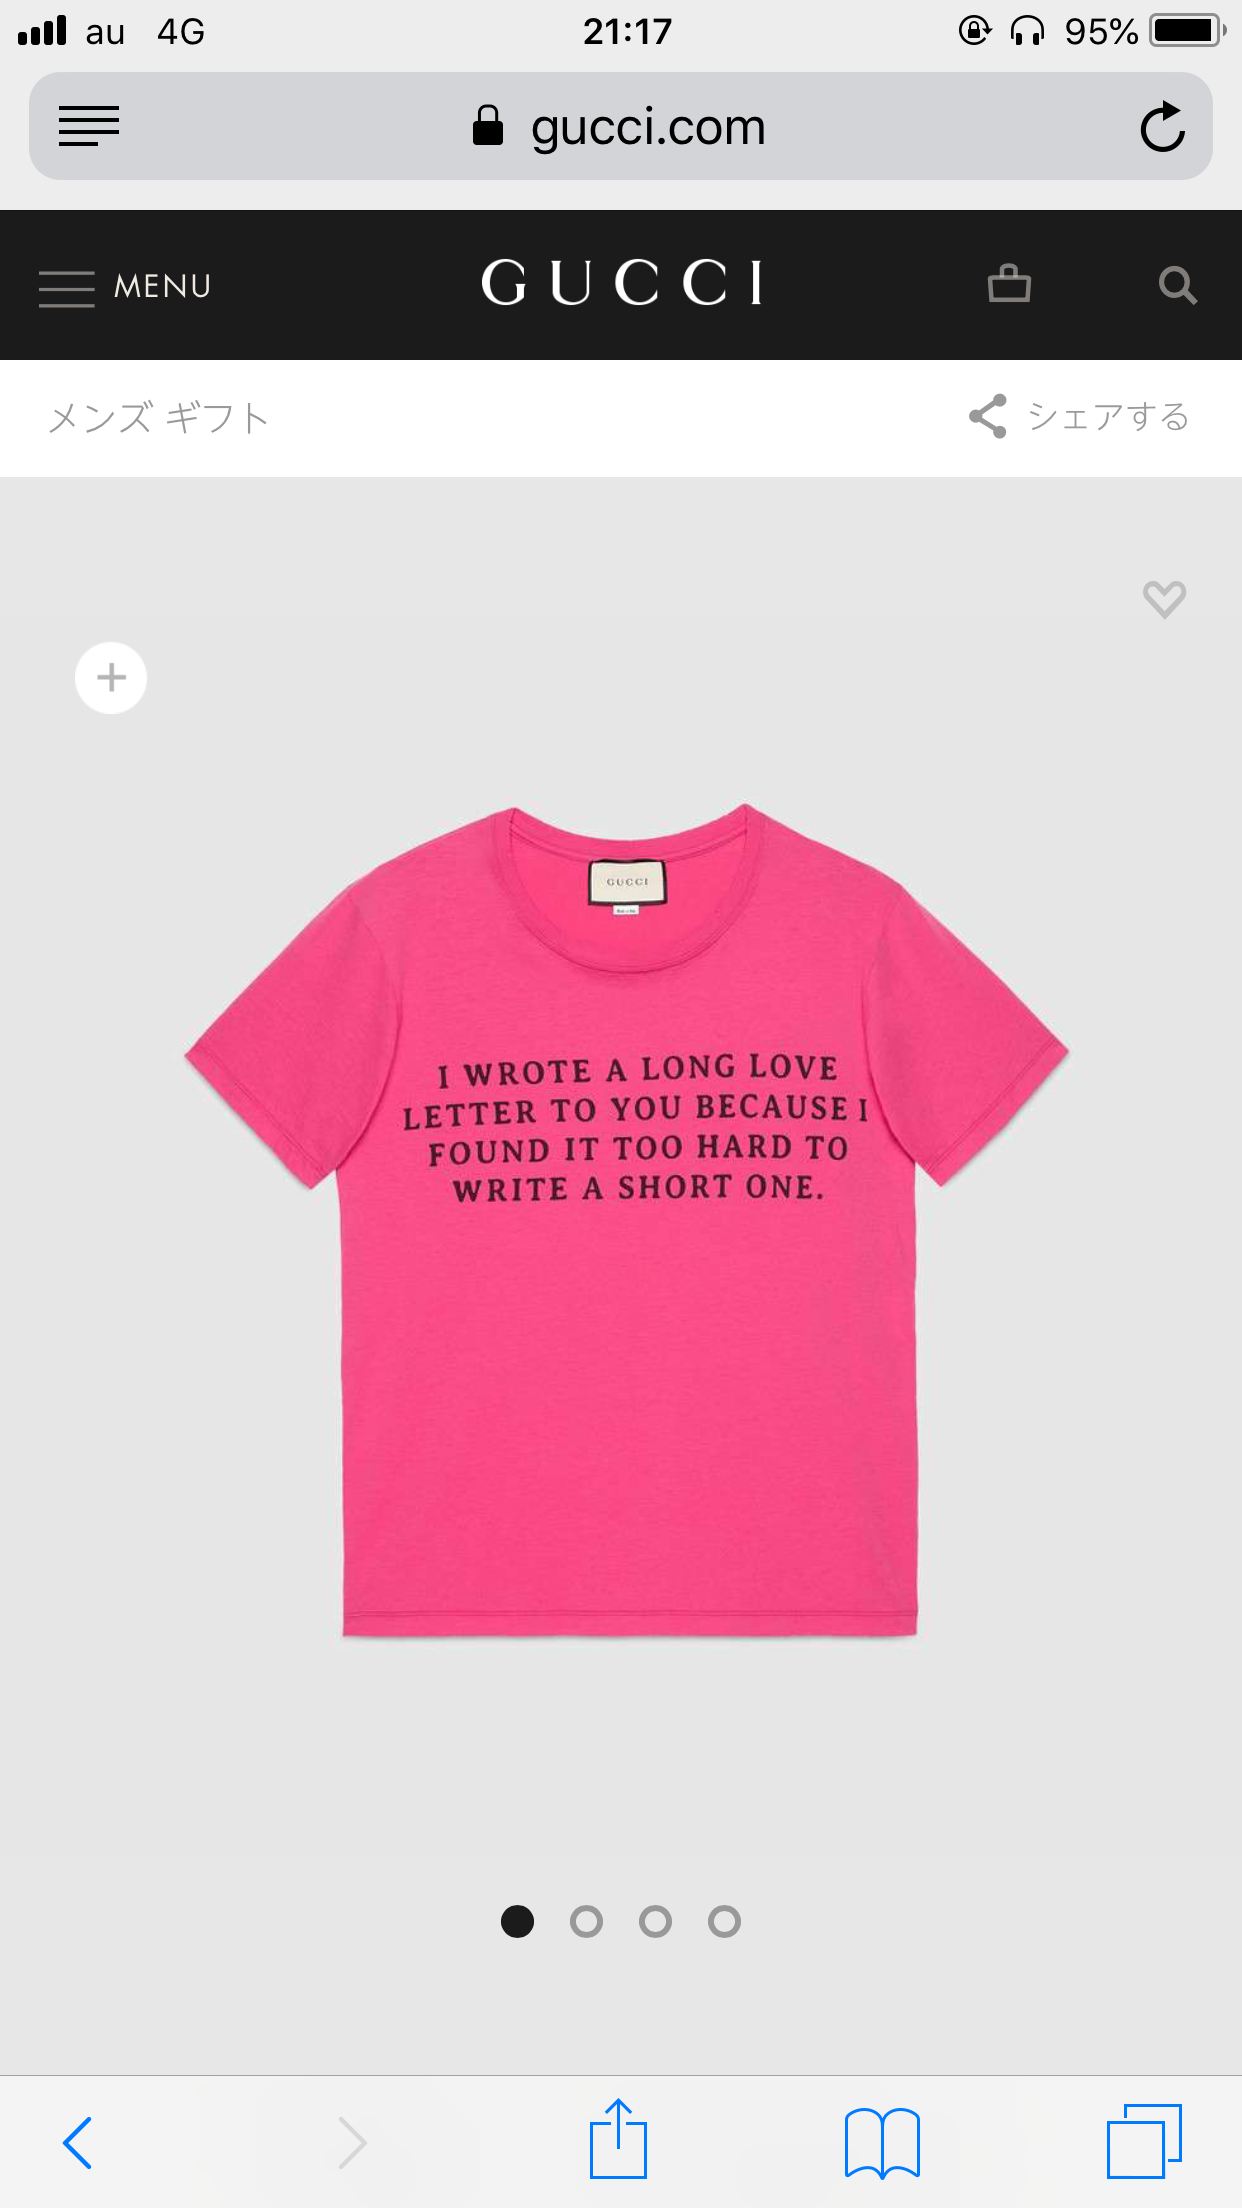 au 4G 21:17 95%
gucci.com
MENU GUCCI
メンズ ギフト シェアする
GUCCI
I WROTE A LONG LOVE
LETTER TO YOU BECAUSE I
FOUND IT TOO HARD TO
WRITE A SHORT ONE.